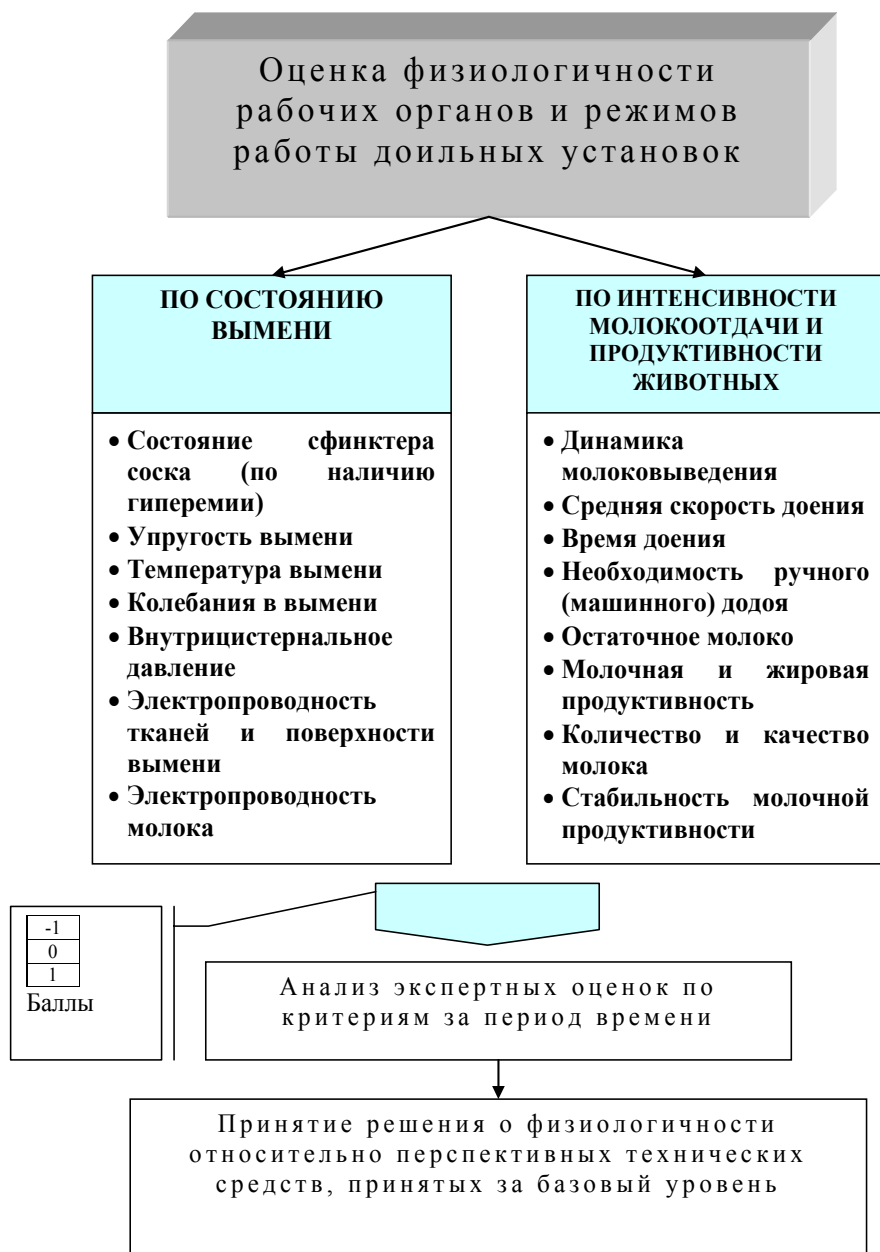 Оценка физиологичности
рабочих органов и режимов
работы доильных установок
ПО СОСТОЯНИЮ
ВЫМЕНИ
• Состояние сфинктера
соска (по наличию
гиперемии)
• Упругость вымени
• Температура вымени
• Колебания в вымени
• Внутрицистернальное
давление
• Электропроводность
тканей и поверхности
вымени
• Электропроводность
молока
ПО ИНТЕНСИВНОСТИ
МОЛОКООТДАЧИ И
ПРОДУКТИВНОСТИ
ЖИВОТНЫХ
• Динамика
молоковыведения
• Средняя скорость доения
• Время доения
• Необходимость ручного
(машинного) додоя
• Остаточное молоко
• Молочная и жировая
продуктивность
• Количество и качество
молока
• Стабильность молочной
продуктивности
-1
0
1
Баллы
Анализ экспертных оценок по
критериям за период времени
Принятие решения о физиологичности
относительно перспективных технических
средств, принятых за базовый уровень